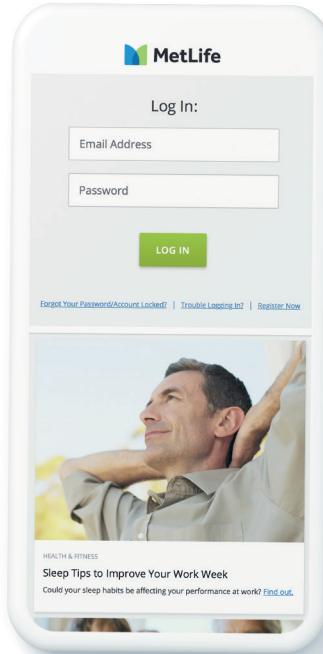 MetLife
Log In:
Email Address
Password
LOG IN
Forgot Your Password/Account Locked? | Trouble Logging In? | Register Now
HEALTH & FITNESS
Sleep Tips to Improve Your Work Week
Could your sleep habits be affecting your performance at work? Find out.